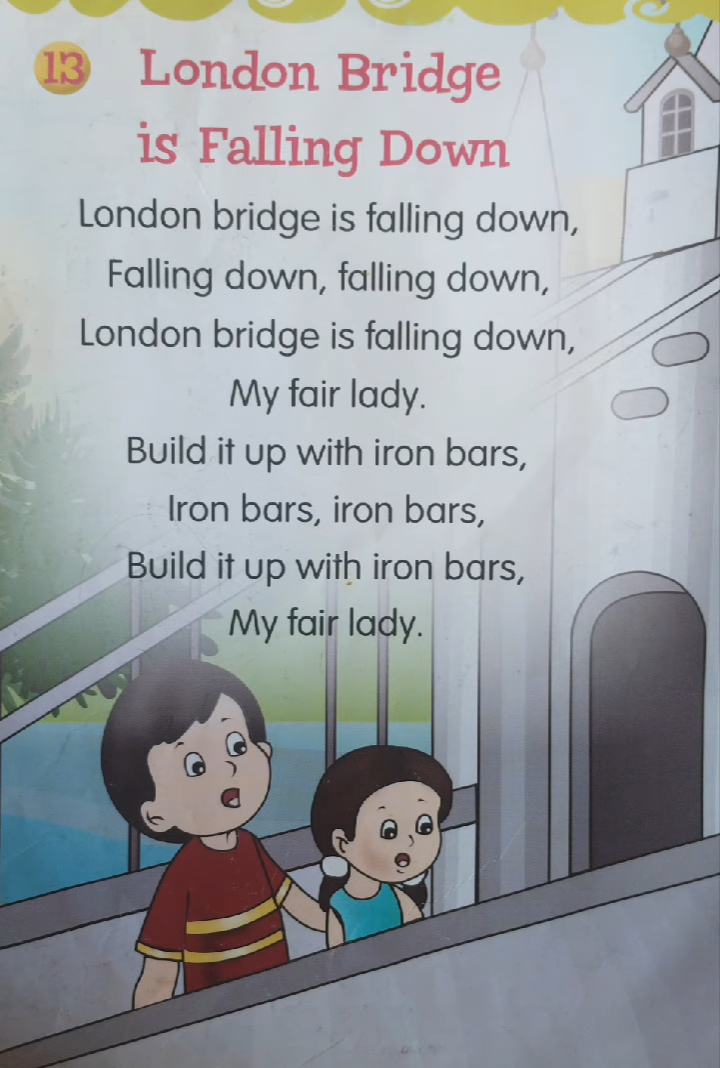 13
London Bridge
is Falling Down
London bridge is falling down,
Falling down, falling down,
London bridge is falling down,
My fair lady.
Build it up with iron bars,
Iron bars, iron bars,
Build it up with iron bars,
My fair lady.